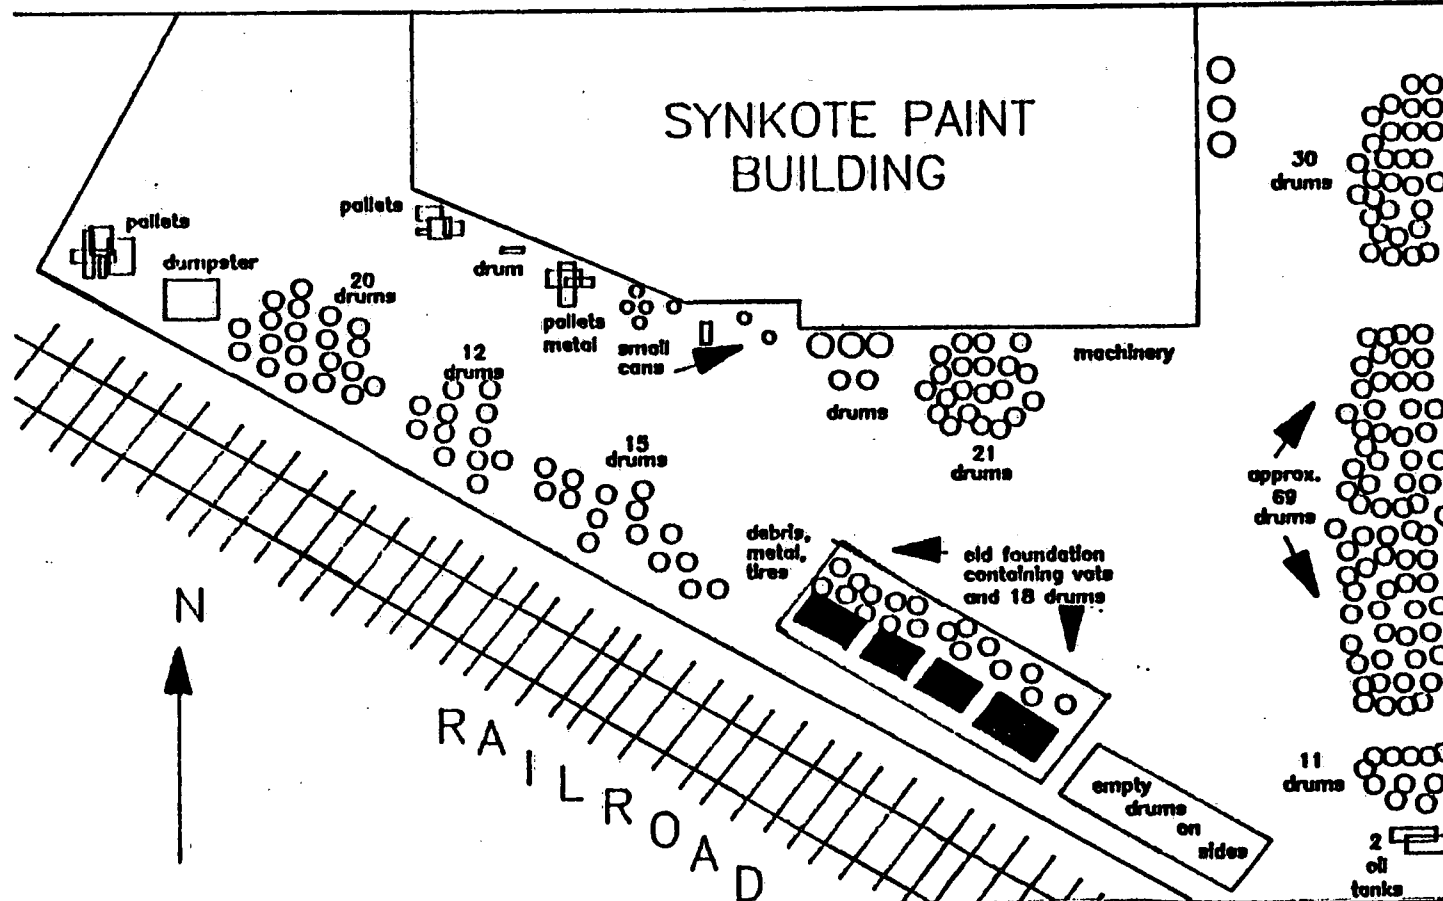 SYNKOTE PAINT
BUILDING
30
drums
pallets
pallets
dumpster
drum
20
drums
pallets
metal
small
cans
machinery
12
drums
drums
15
drums
21
drums
approx.
69
drums
debris,
metal,
tires
old foundation
containing vats
and 18 drums
N
RAILROAD
11
drums
empty
drums
on
sides
2
oil
tanks